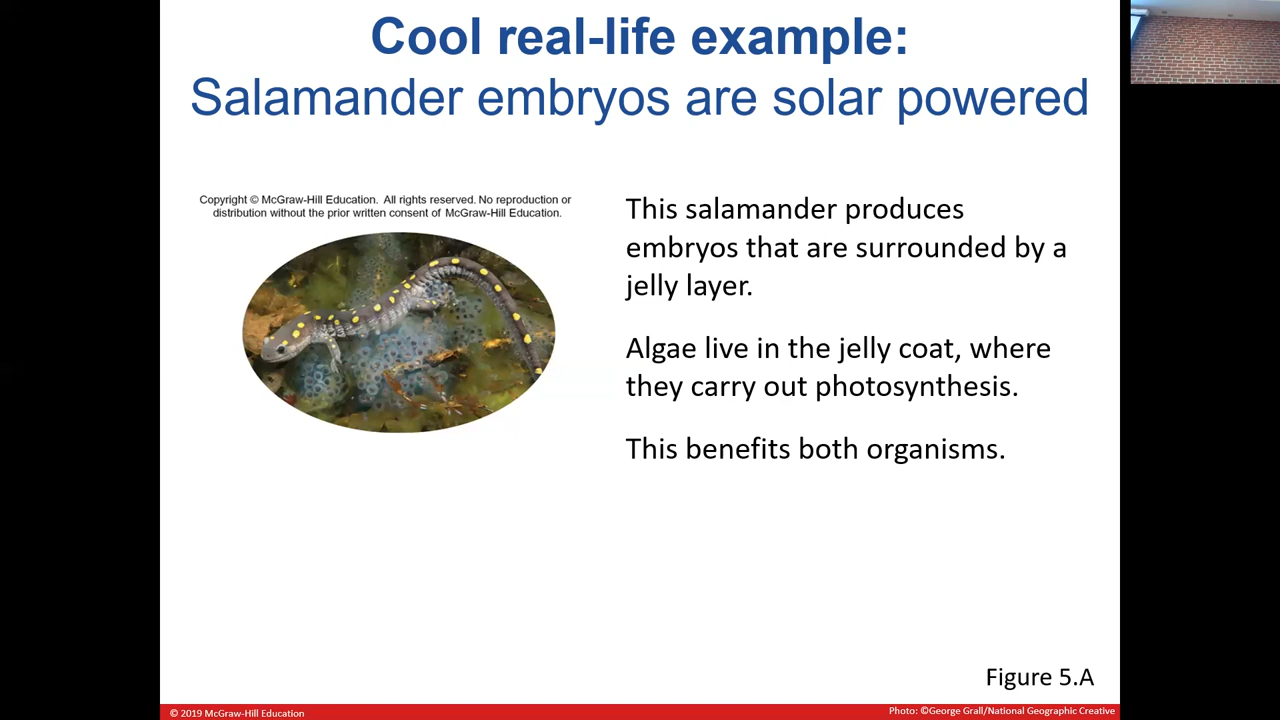 Cool real-life example:
Salamander embryos are solar powered
Copyright © McGraw-Hill Education. All rights reserved. No reproduction or
distribution without the prior written consent of McGraw-Hill Education.
This salamander produces
embryos that are surrounded by a
jelly layer.
Algae live in the jelly coat, where
they carry out photosynthesis.
This benefits both organisms.
Figure 5.A
© 2019 McGraw-Hill Education
Photo: ©George Grall/National Geographic Creative